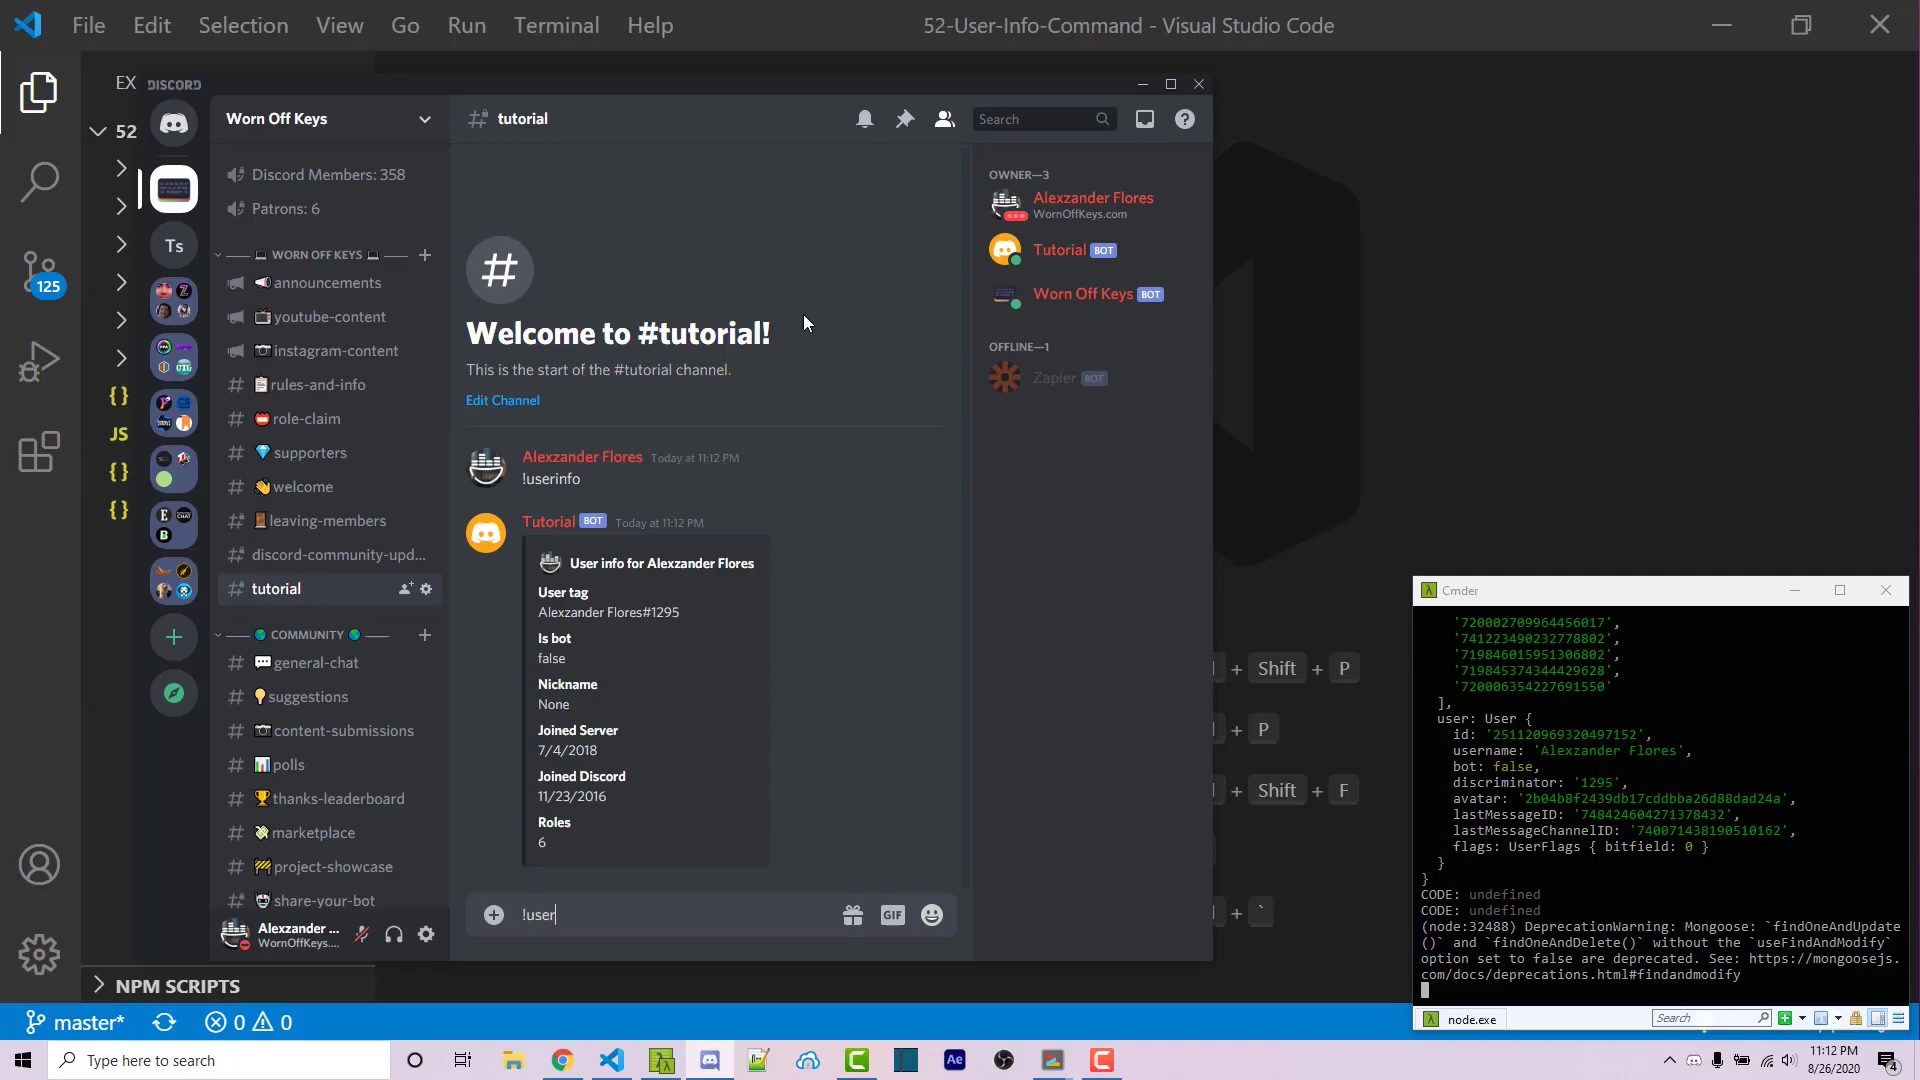 File Edit Selection View Go Run Terminal Help
52-User-Info-Command - Visual Studio Code
EX
52
{ }
JS
{ }
{ }
125
NPM SCRIPTS
DISCORD
Ts
Worn Off Keys
Discord Members: 358
Patrons: 6
WORN OFF KEYS
announcements
youtube-content
instagram-content
rules-and-info
role-claim
supporters
welcome
leaving-members
discord-community-upd...
tutorial
COMMUNITY
general-chat
suggestions
content-submissions
polls
thanks-leaderboard
marketplace
project-showcase
share-your-bot
Alexzander ...
WornOffKeys....
# tutorial
Search
#
Welcome to #tutorial!
This is the start of the #tutorial channel.
Edit Channel
Alexzander Flores Today at 11:12 PM
!userinfo
Tutorial BOT Today at 11:12 PM
User info for Alexzander Flores
User tag
Alexzander Flores#1295
Is bot
false
Nickname
None
Joined Server
7/4/2018
Joined Discord
11/23/2016
Roles
6
!user
GIF
OWNER—3
Alexzander Flores
WornOffKeys.com
Tutorial BOT
Worn Off Keys BOT
OFFLINE—1
Zapier BOT
+ Shift + P
+ P
+ Shift + F
+ `
Cmder
'720002709964456017',
'741223490232778802',
'719846015951306802',
'719845374344429628',
'720006354227691550'
],
user: User {
id: '251120969320497152',
username: 'Alexzander Flores',
bot: false,
discriminator: '1295',
avatar: '2b04b8f2439db17cddbba26d88dad24a',
lastMessageID: '748424604271378432',
lastMessageChannelID: '740071438190510162',
flags: UserFlags { bitfield: 0 }
}
}
CODE: undefined
CODE: undefined
(node:32488) DeprecationWarning: Mongoose: `findOneAndUpdate
()` and `findOneAndDelete()` without the `useFindAndModify`
option set to false are deprecated. See: https://mongoosejs.
com/docs/deprecations.html#findandmodify
node.exe
Search
master* 0 0
Type here to search
Ae
11:12 PM
8/26/2020
4